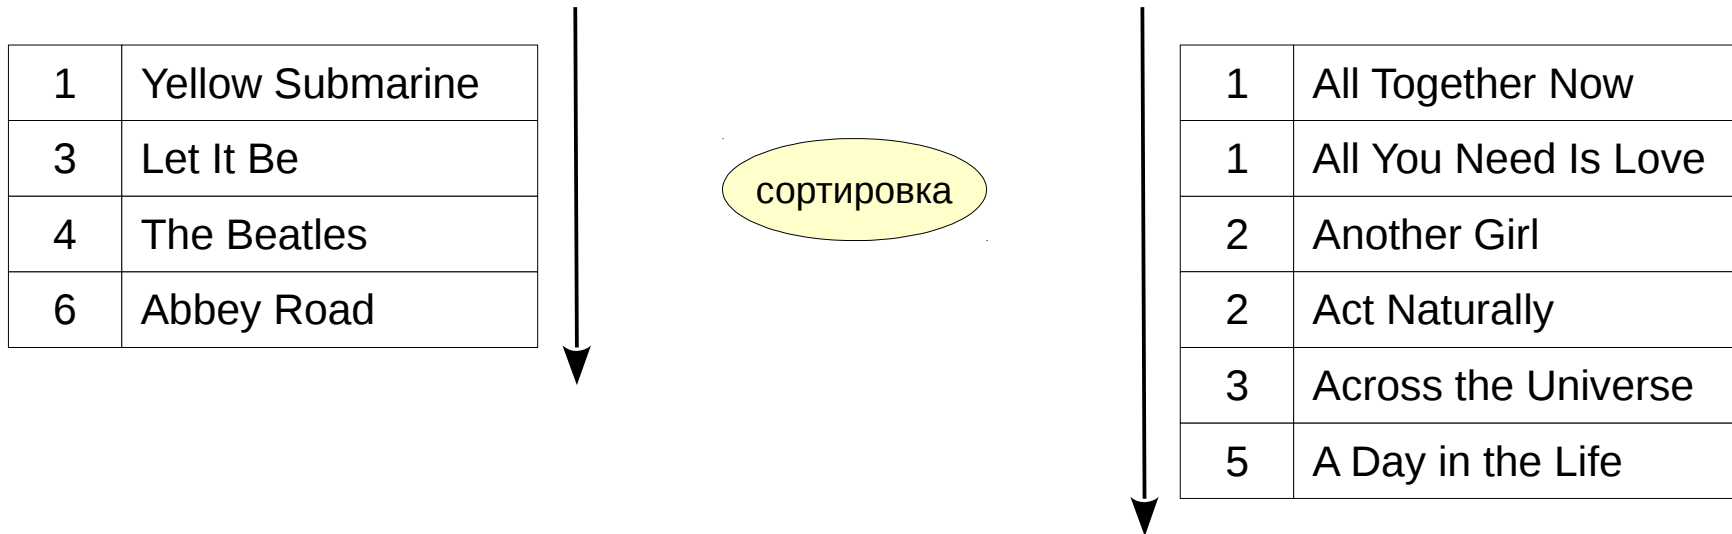 1 Yellow Submarine
3 Let It Be
4 The Beatles
6 Abbey Road
сортировка
1 All Together Now
1 All You Need Is Love
2 Another Girl
2 Act Naturally
3 Across the Universe
5 A Day in the Life